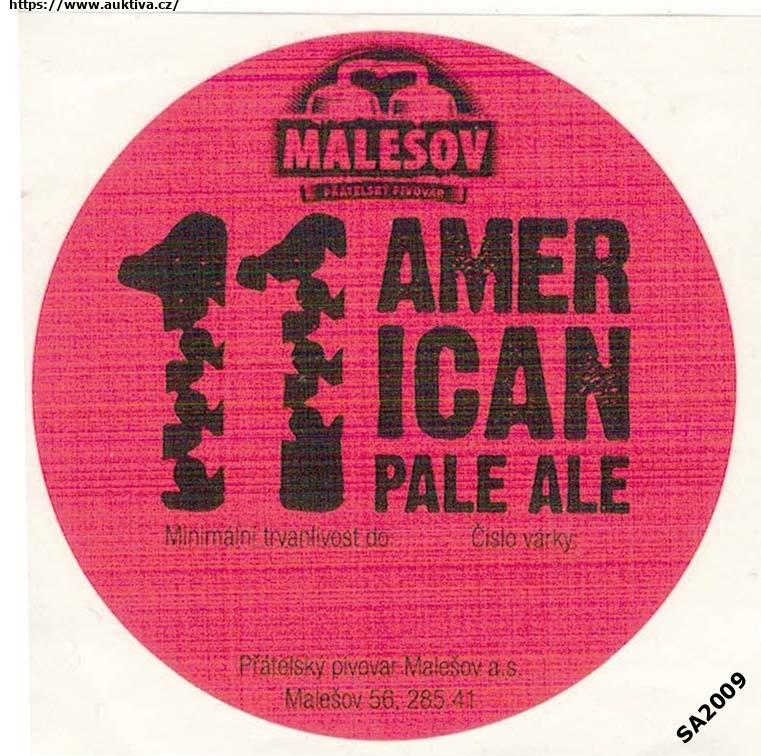 https://www.auktiva.cz/
MALEŠOV
PŘÁTELSKÝ PIVOVAR
11 AMER
ICAN
PALE ALE
Minimální trvanlivost do: Číslo várky:
Přátelský pivovar Malešov a.s.
Malešov 56, 285 41
SA2009